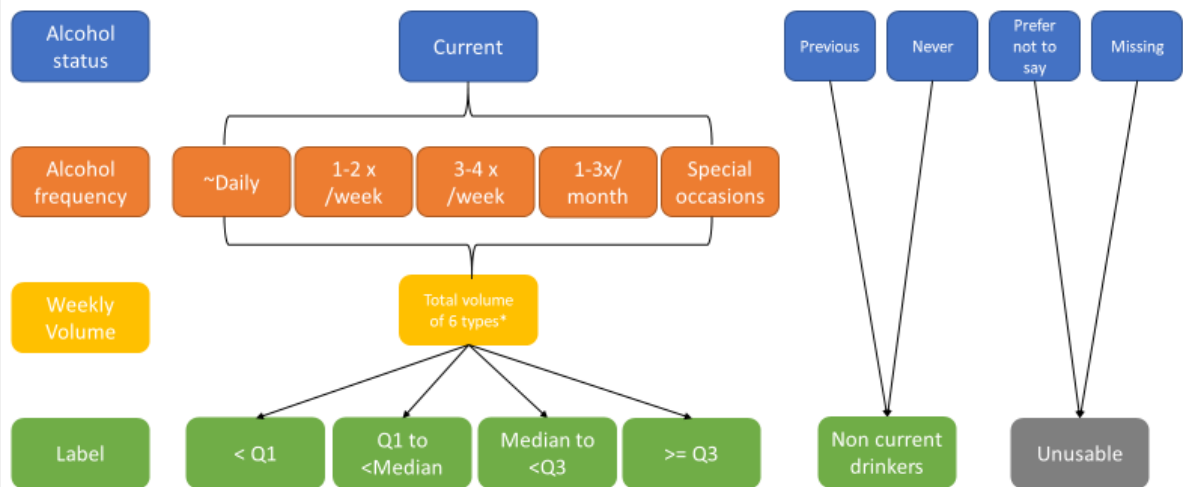 Alcohol
status
Current
Previous
Never
Prefer
not to
say
Missing
Alcohol
frequency
~Daily
1-2 x
/week
3-4 x
/week
1-3x/
month
Special
occasions
Weekly
Volume
Total volume
of 6 types*
Label
< Q1
Q1 to
<Median
Median to
<Q3
>= Q3
Non current
drinkers
Unusable